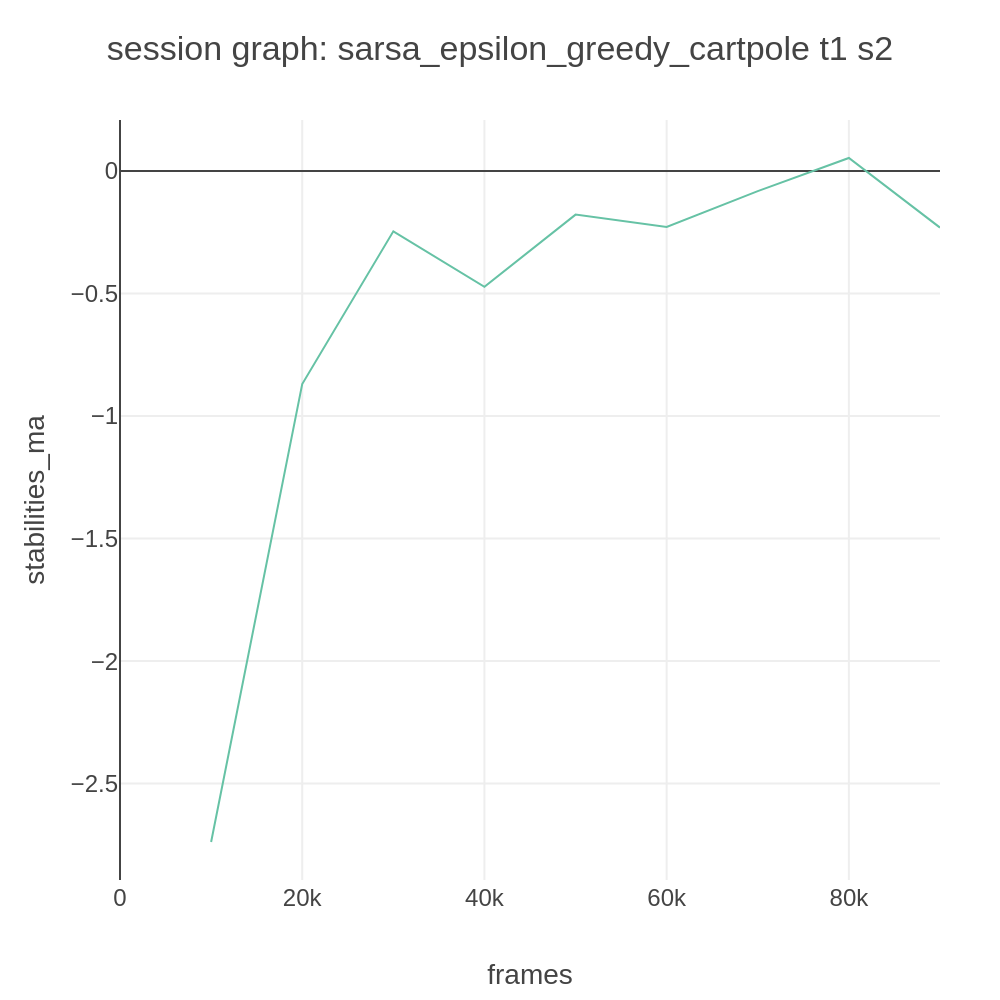 session graph: sarsa_epsilon_greedy_cartpole t1 s2
0
−0.5
−1
−1.5
−2
−2.5
stabilities_ma
0
20k
40k
60k
80k
frames